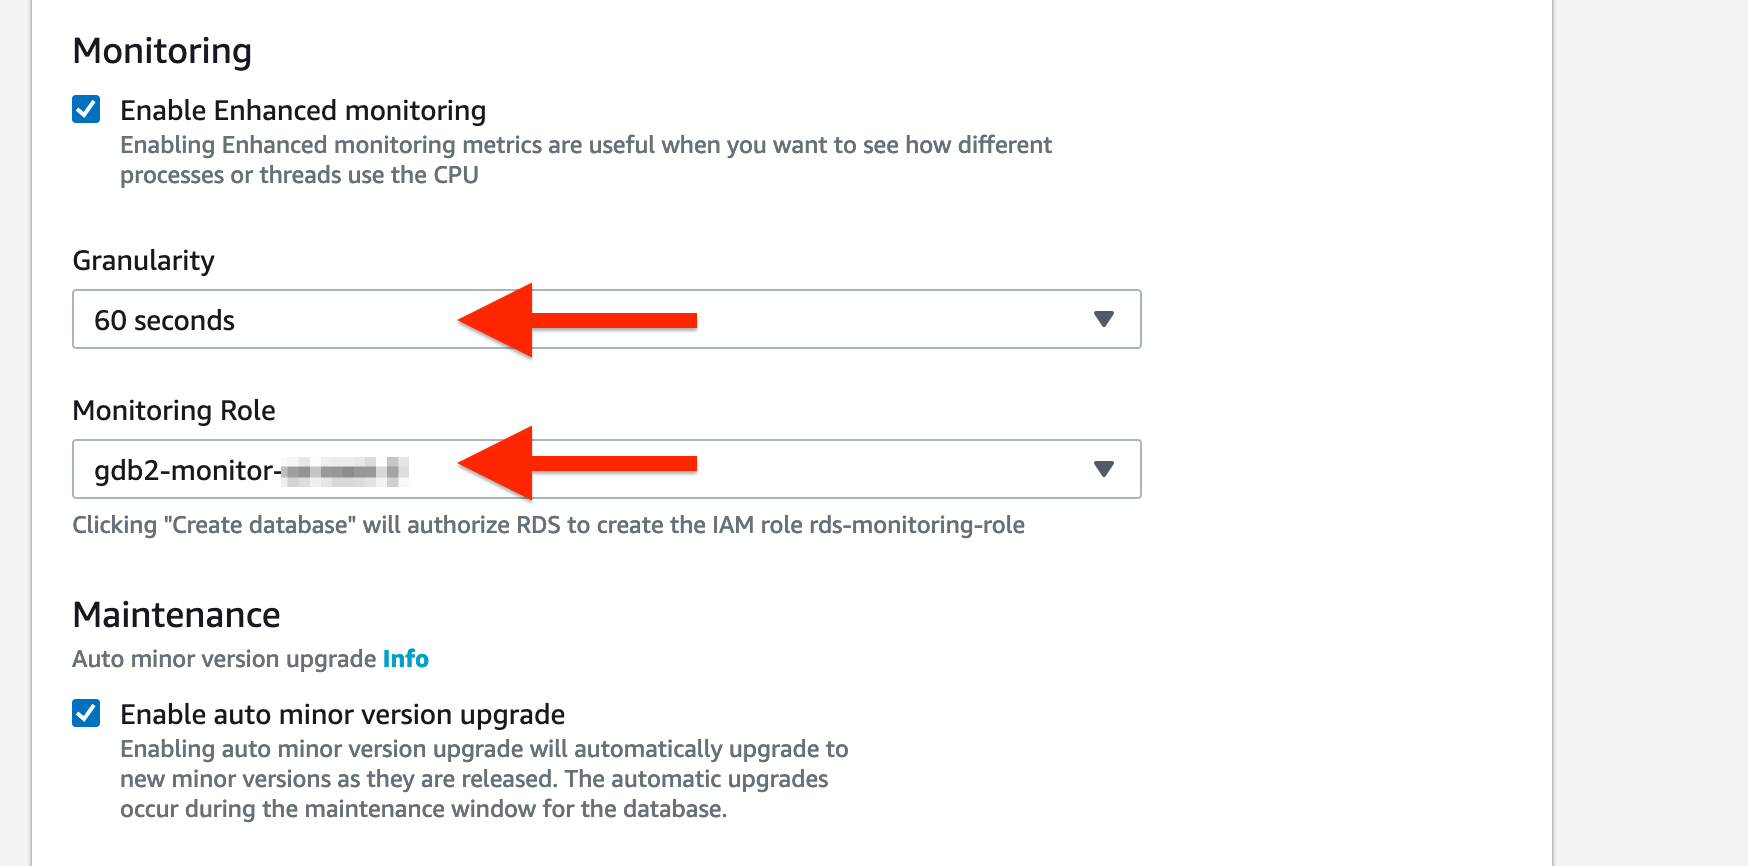 Monitoring
Enable Enhanced monitoring
Enabling Enhanced monitoring metrics are useful when you want to see how different
processes or threads use the CPU
Granularity
60 seconds
Monitoring Role
gdb2-monitor-
Clicking "Create database" will authorize RDS to create the IAM role rds-monitoring-role
Maintenance
Auto minor version upgrade Info
Enable auto minor version upgrade
Enabling auto minor version upgrade will automatically upgrade to
new minor versions as they are released. The automatic upgrades
occur during the maintenance window for the database.